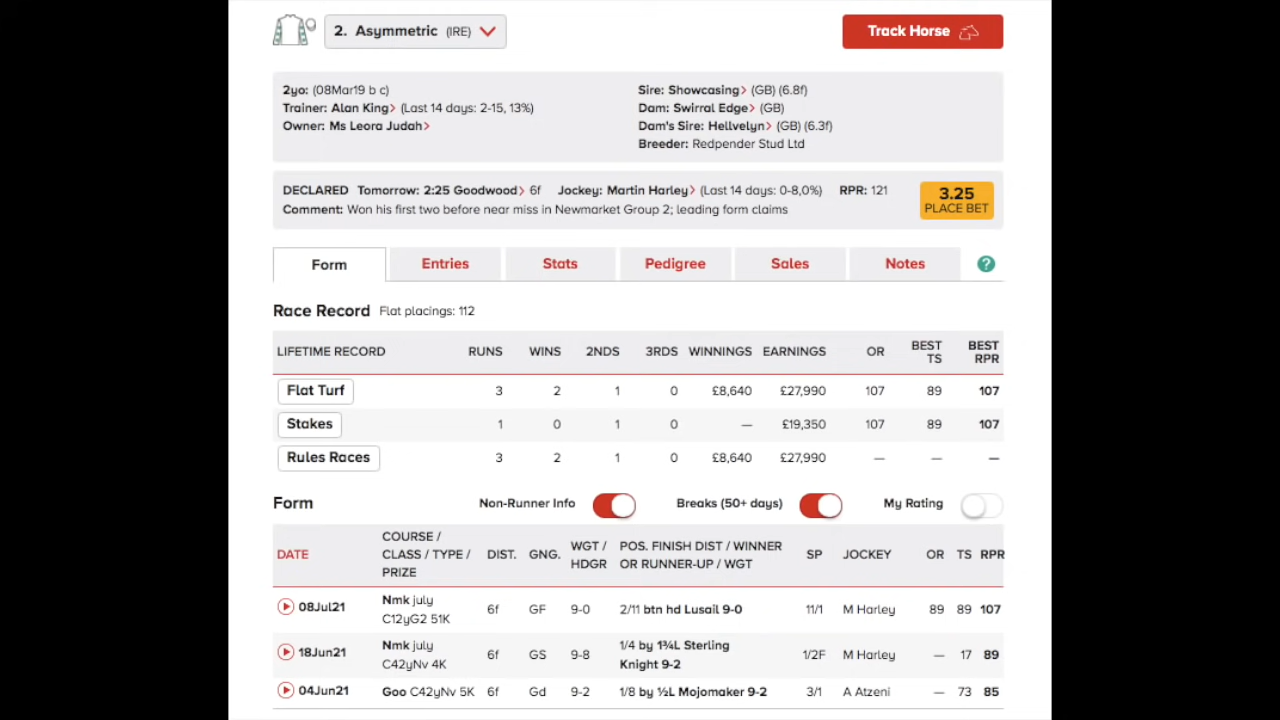 2. Asymmetric (IRE)
Track Horse
2yo: (08Mar19 b c)
Trainer: Alan King> (Last 14 days: 2-15, 13%)
Owner: Ms Leora Judah>
Sire: Showcasing> (GB) (6.8f)
Dam: Swirral Edge> (GB)
Dam's Sire: Hellvelyn> (GB) (6.3f)
Breeder: Redpender Stud Ltd
DECLARED Tomorrow: 2:25 Goodwood> 6f Jockey: Martin Harley> (Last 14 days: 0-8,0%) RPR: 121
Comment: Won his first two before near miss in Newmarket Group 2; leading form claims
3.25
PLACE BET
Form Entries Stats Pedigree Sales Notes ?
Race Record Flat placings: 112
LIFETIME RECORD RUNS WINS 2NDS 3RDS WINNINGS EARNINGS OR BEST TS BEST RPR
Flat Turf 3 2 1 0 £8,640 £27,990 107 89 107
Stakes 1 0 1 0 — £19,350 107 89 107
Rules Races 3 2 1 0 £8,640 £27,990 — — —
Form Non-Runner Info Breaks (50+ days) My Rating
DATE COURSE / CLASS / TYPE / PRIZE DIST. GNG. WGT / HDGR POS. FINISH DIST / WINNER OR RUNNER-UP / WGT SP JOCKEY OR TS RPR
08Jul21 Nmk july C12yG2 51K 6f GF 9-0 2/11 btn hd Lusail 9-0 11/1 M Harley 89 89 107
18Jun21 Nmk july C42yNv 4K 6f GS 9-8 1/4 by 1¾L Sterling Knight 9-2 1/2F M Harley — 17 89
04Jun21 Goo C42yNv 5K 6f Gd 9-2 1/8 by ½L Mojomaker 9-2 3/1 A Atzeni — 73 85